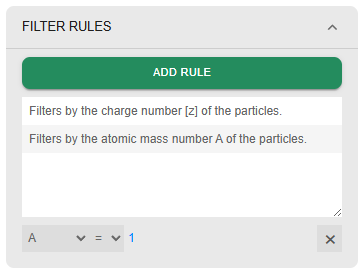 FILTER RULES
ADD RULE
Filters by the charge number [z] of the particles.
Filters by the atomic mass number A of the particles.
A = 1